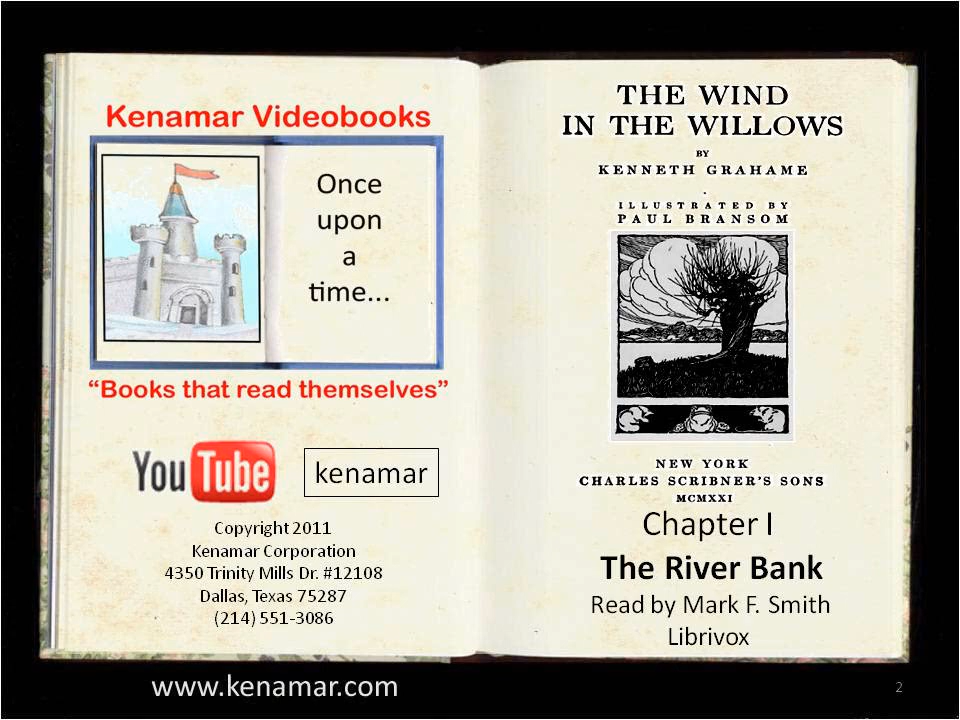 Kenamar Videobooks
Once
upon
a
time...
“Books that read themselves”
YouTube
kenamar
Copyright 2011
Kenamar Corporation
4350 Trinity Mills Dr. #12108
Dallas, Texas 75287
(214) 551-3086
www.kenamar.com
THE WIND
IN THE WILLOWS
BY
KENNETH GRAHAME
ILLUSTRATED BY
PAUL BRANSOM
NEW YORK
CHARLES SCRIBNER'S SONS
MCMXXI
Chapter I
The River Bank
Read by Mark F. Smith
Librivox
2